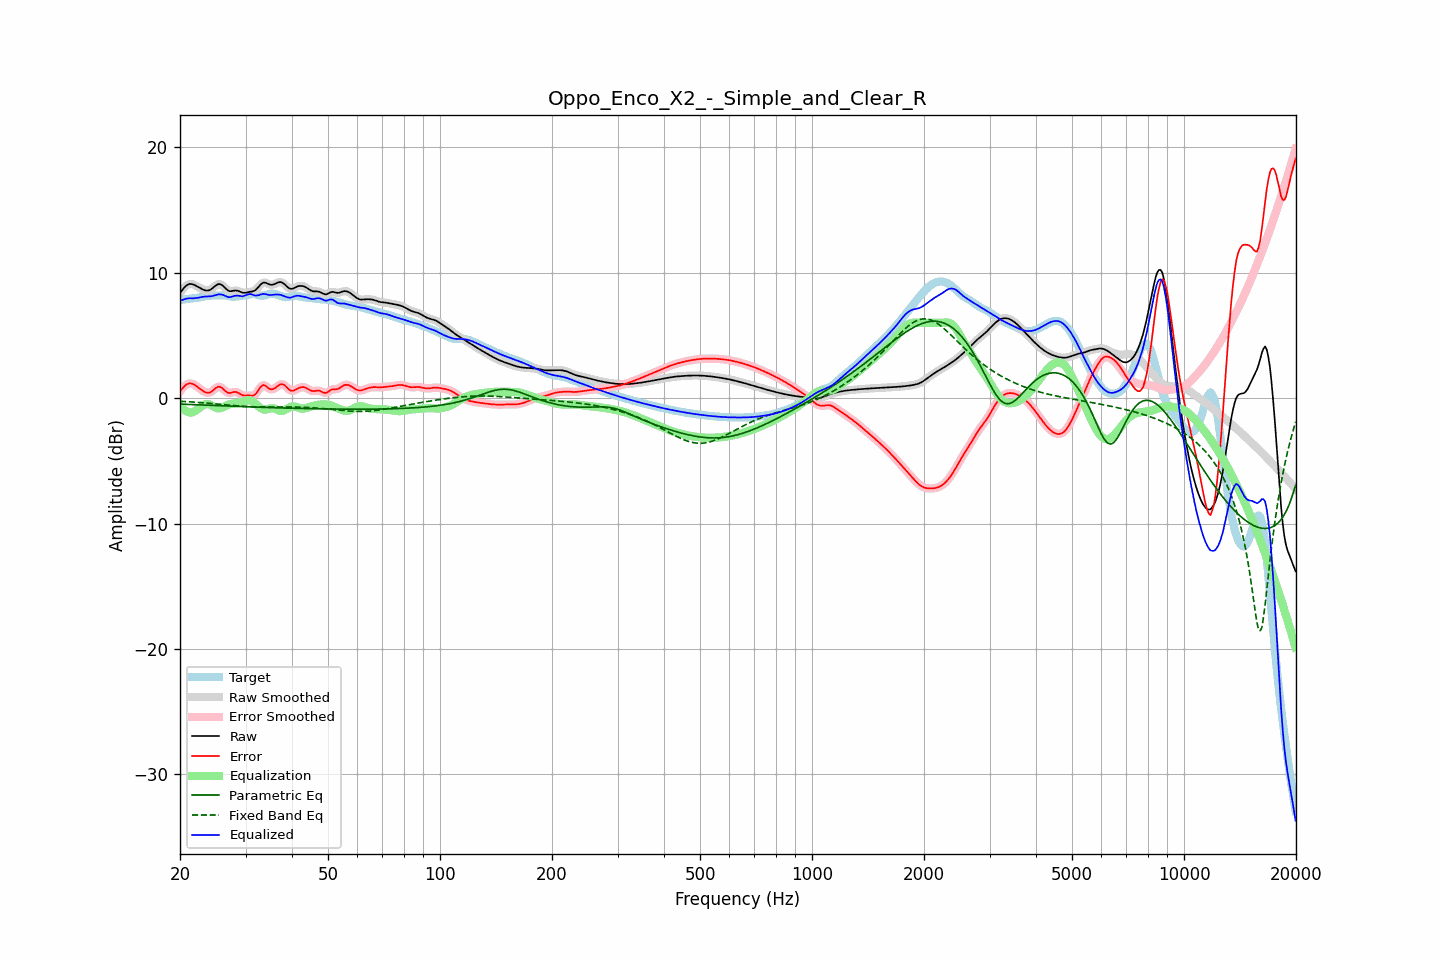 Oppo_Enco_X2_-_Simple_and_Clear_R
Amplitude (dBr)
20
10
0
−10
−20
−30
Target
Raw Smoothed
Error Smoothed
Raw
Error
Equalization
Parametric Eq
Fixed Band Eq
Equalized
20 50 100 200 500 1000 2000 5000 10000 20000
Frequency (Hz)